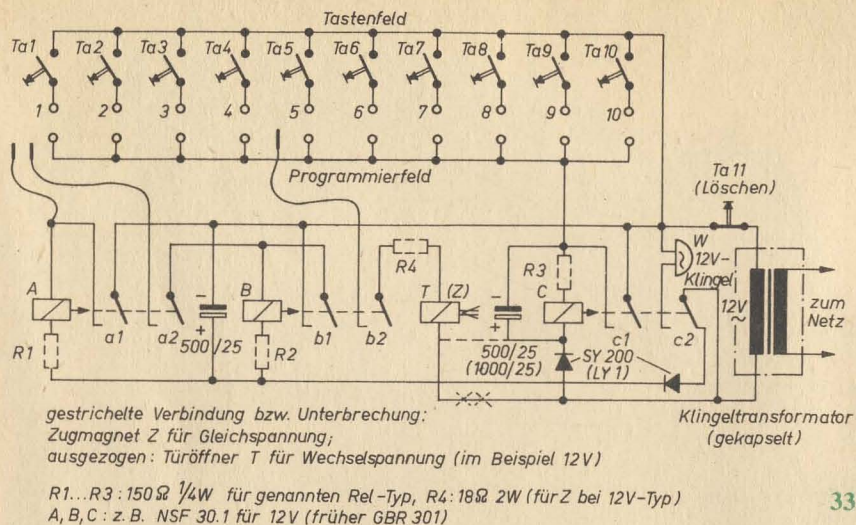 Tastenfeld
Ta1 Ta2 Ta3 Ta4 Ta5 Ta6 Ta7 Ta8 Ta9 Ta10
1 2 3 4 5 6 7 8 9 10
Programmierfeld
Ta11
(Löschen)
W
12V-
Klingel
R4
R3
A
a1
a2
−
+
500/25
B
b1
b2
T (Z)
−
+
500/25
(1000/25)
C
c1
c2
12V
~
zum
Netz
R1
R2
SY 200
(LY 1)
Klingeltransformator
(gekapselt)
gestrichelte Verbindung bzw. Unterbrechung:
Zugmagnet Z für Gleichspannung;
ausgezogen: Türöffner T für Wechselspannung (im Beispiel 12V)
R1...R3: 150Ω 1/4W für genannten Rel-Typ, R4: 18Ω 2W (für Z bei 12V-Typ)
A, B, C: z. B. NSF 30.1 für 12V (früher GBR 301)
33